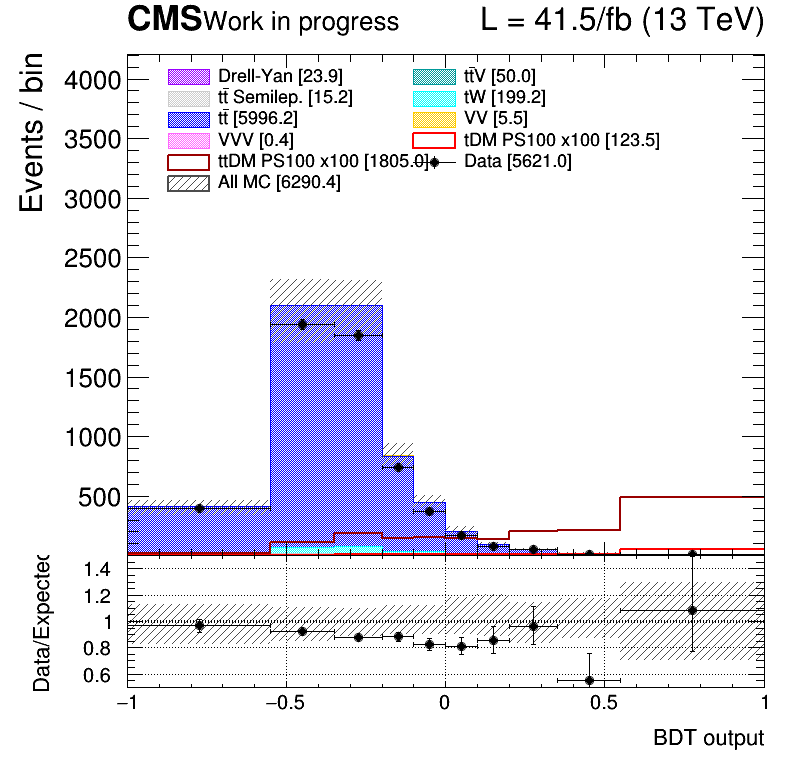 CMS Work in progress L = 41.5/fb (13 TeV)
Events / bin
4000
3500
3000
2500
2000
1500
1000
500
Drell-Yan [23.9] tt̄V [50.0]
tt̄ Semilep. [15.2] tW [199.2]
tt̄ [5996.2] VV [5.5]
VVV [0.4] tDM PS100 x100 [123.5]
ttDM PS100 x100 [1805.0] Data [5621.0]
All MC [6290.4]
Data/Expected
1.4
1.2
1
0.8
0.6
−1 −0.5 0 0.5 1
BDT output